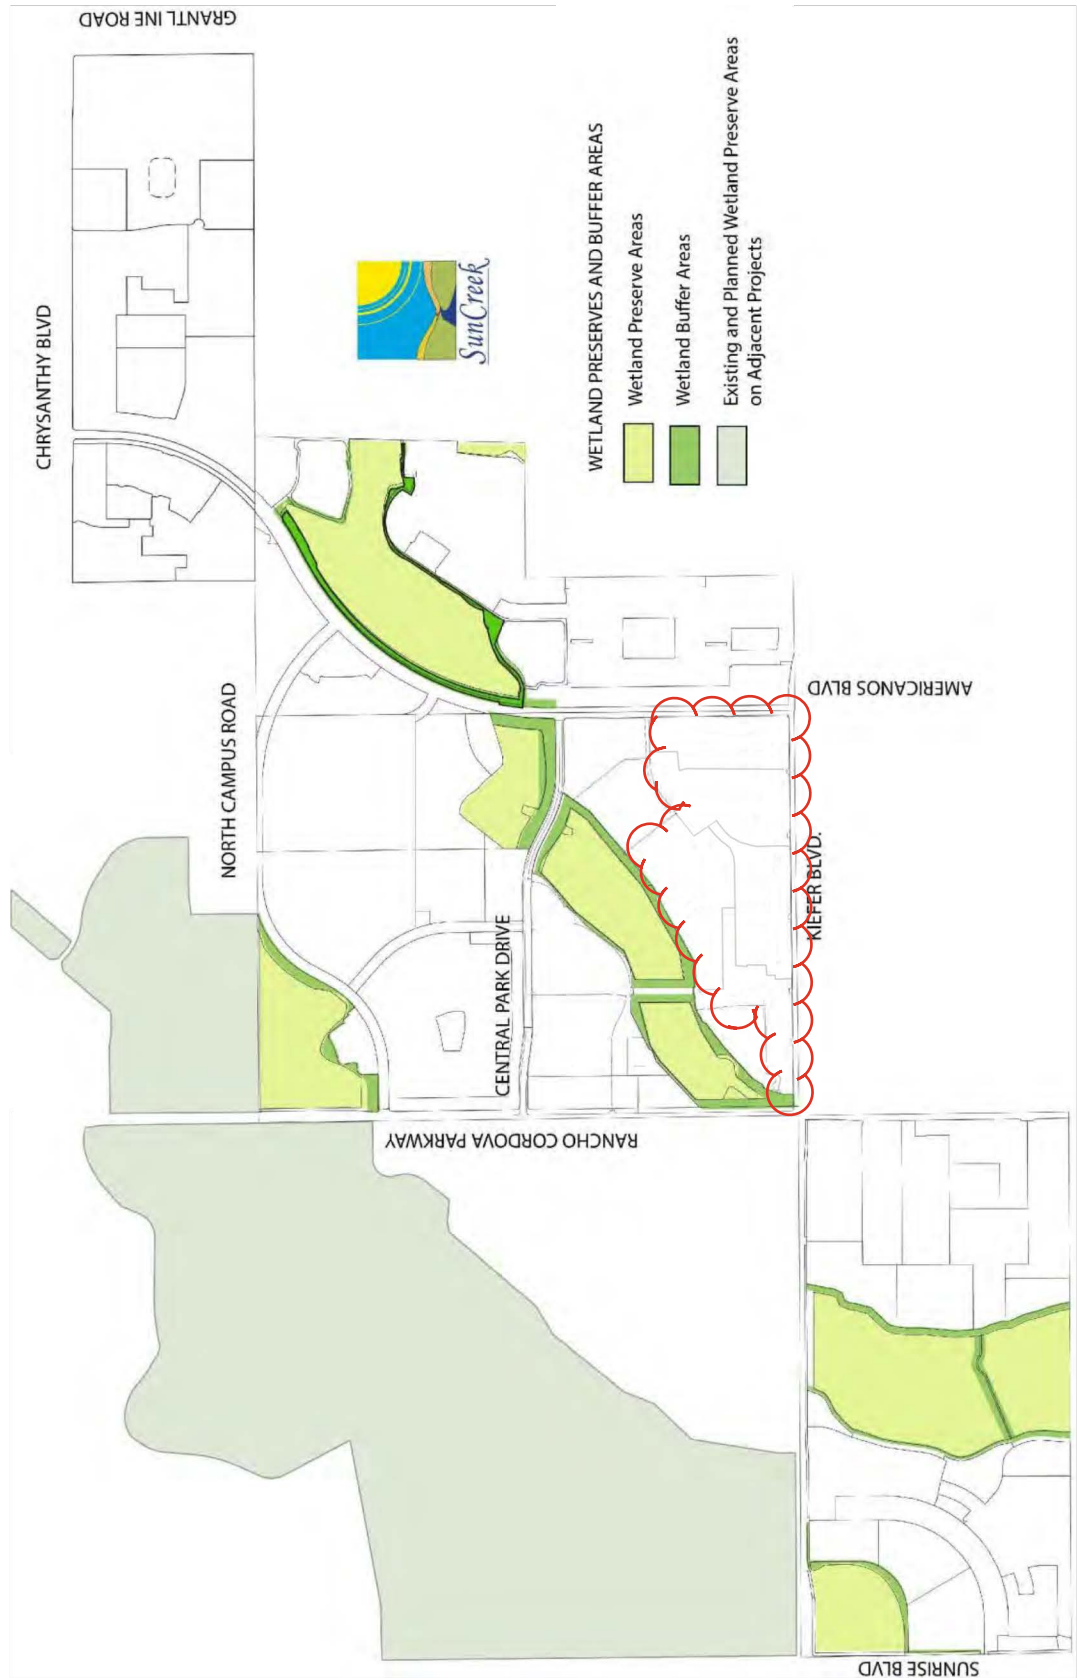 GRANTLINE ROAD
CHRYSANTHY BLVD
SunCreek
WETLAND PRESERVES AND BUFFER AREAS
Wetland Preserve Areas
Wetland Buffer Areas
Existing and Planned Wetland Preserve Areas
on Adjacent Projects
NORTH CAMPUS ROAD
AMERICANOS BLVD
CENTRAL PARK DRIVE
KIEFER BLVD.
RANCHO CORDOVA PARKWAY
SUNRISE BLVD